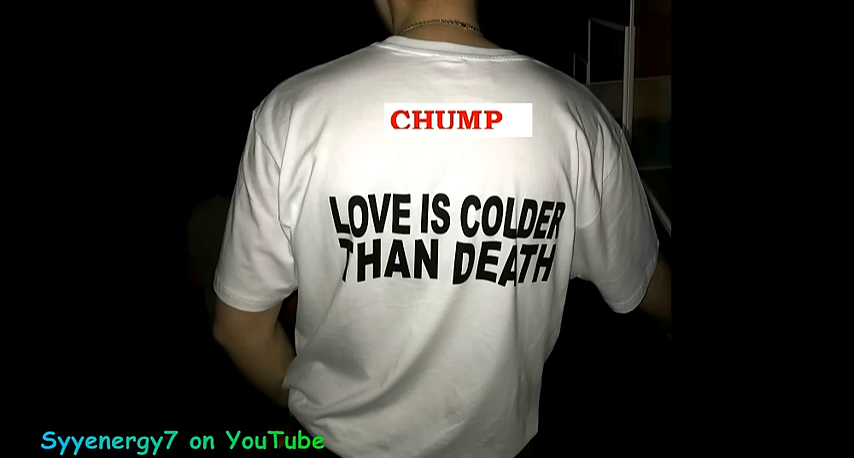 CHUMP
LOVE IS COLDER
THAN DEATH
Syyenergy7 on YouTube